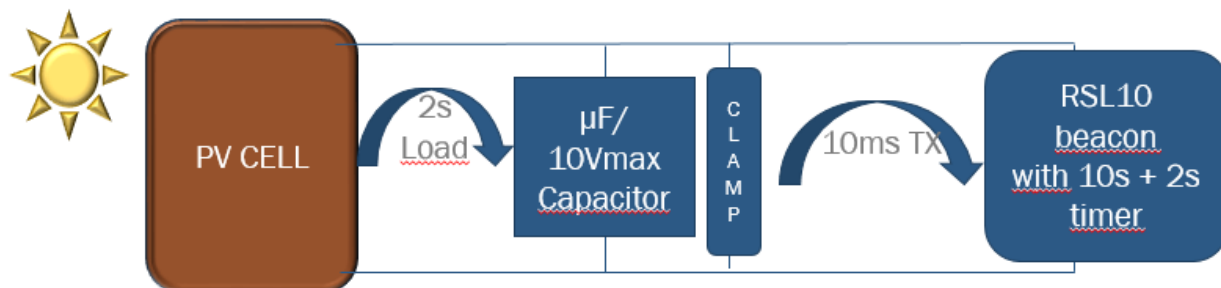 PV CELL
2s
Load
µF/
10Vmax
Capacitor
C
L
A
M
P
10ms TX
RSL10
beacon
with 10s + 2s
timer